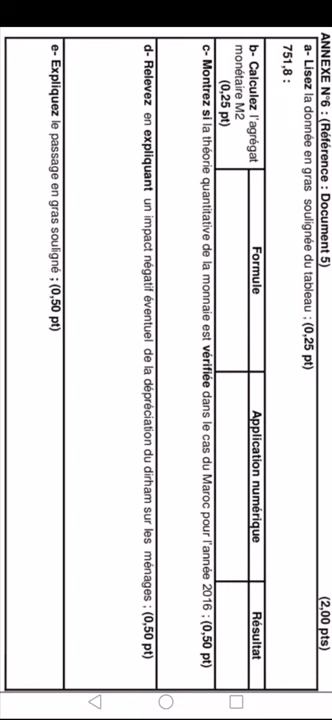 ANNEXE N°6 : (Référence : Document 5) (2,00 pts)
a- Lisez la donnée en gras soulignée du tableau ; (0,25 pt)
751,8 :
b- Calculez l'agrégat
monétaire M2
(0,25 pt)
Formule
Application numérique
Résultat
c- Montrez si la théorie quantitative de la monnaie est vérifiée dans le cas du Maroc pour l'année 2016 ; (0,50 pt)
d- Relevez en expliquant un impact négatif éventuel de la dépréciation du dirham sur les ménages ; (0,50 pt)
e- Expliquez le passage en gras souligné ; (0,50 pt)